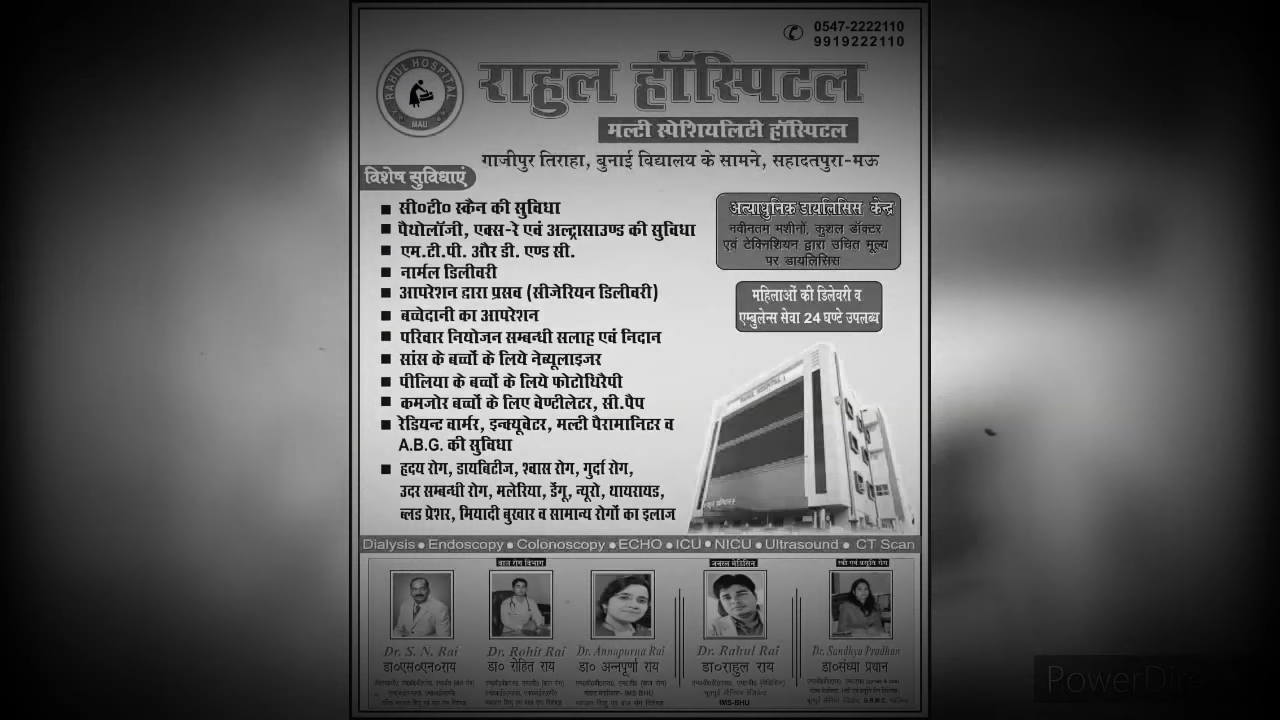 0547-2222110
9919222110
RAHUL HOSPITAL
MAU
राहुल हॉस्पिटल
मल्टी स्पेशियलिटी हॉस्पिटल
गाजीपुर तिराहा, बुनाई विद्यालय के सामने, सहादतपुरा-मऊ
विशेष सुविधाएं
सी०टी० स्कैन की सुविधा
पैथोलॉजी, एक्स-रे एवं अल्ट्रासाउण्ड की सुविधा
एम.टी.पी. और डी. एण्ड सी.
नार्मल डिलीवरी
आपरेशन द्वारा प्रसव (सीजेरियन डिलीवरी)
बच्चेदानी का आपरेशन
परिवार नियोजन सम्बन्धी सलाह एवं निदान
सांस के बच्चों के लिये नेब्यूलाइजर
पीलिया के बच्चों के लिये फोटोथिरैपी
कमजोर बच्चों के लिए वेण्टीलेटर, सी.पैप
रेडियन्ट वार्मर, इन्क्यूवेटर, मल्टी पैरामानिटर व
A.B.G. की सुविधा
हृदय रोग, डायबिटीज, श्वास रोग, गुर्दा रोग,
उदर सम्बन्धी रोग, मलेरिया, डेंगू, न्यूरो, थायरायड,
ब्लड प्रेशर, मियादी बुखार व सामान्य रोगों का इलाज
अत्याधुनिक डायलिसिस केन्द्र
नवीनतम मशीनों, कुशल डॉक्टर
एवं टेक्निशियन द्वारा उचित मूल्य
पर डायलिसिस
महिलाओं की डिलेवरी व
एम्बुलेन्स सेवा 24 घण्टे उपलब्ध
Dialysis • Endoscopy • Colonoscopy • ECHO • ICU • NICU • Ultrasound • CT Scan
बाल रोग विभाग
जनरल मेडिसिन
स्त्री एवं प्रसूति रोग
Dr. S. N. Rai
डा०एस०एन०राय
Dr. Rohit Rai
डा० रोहित राय
Dr. Annupurna Rai
डा० अन्नपूर्णा राय
IMS-BHU
Dr. Rahul Rai
डा०राहुल राय
IMS-BHU
Dr. Sandhya Pradhan
डा०संध्या प्रधान
PowerDire